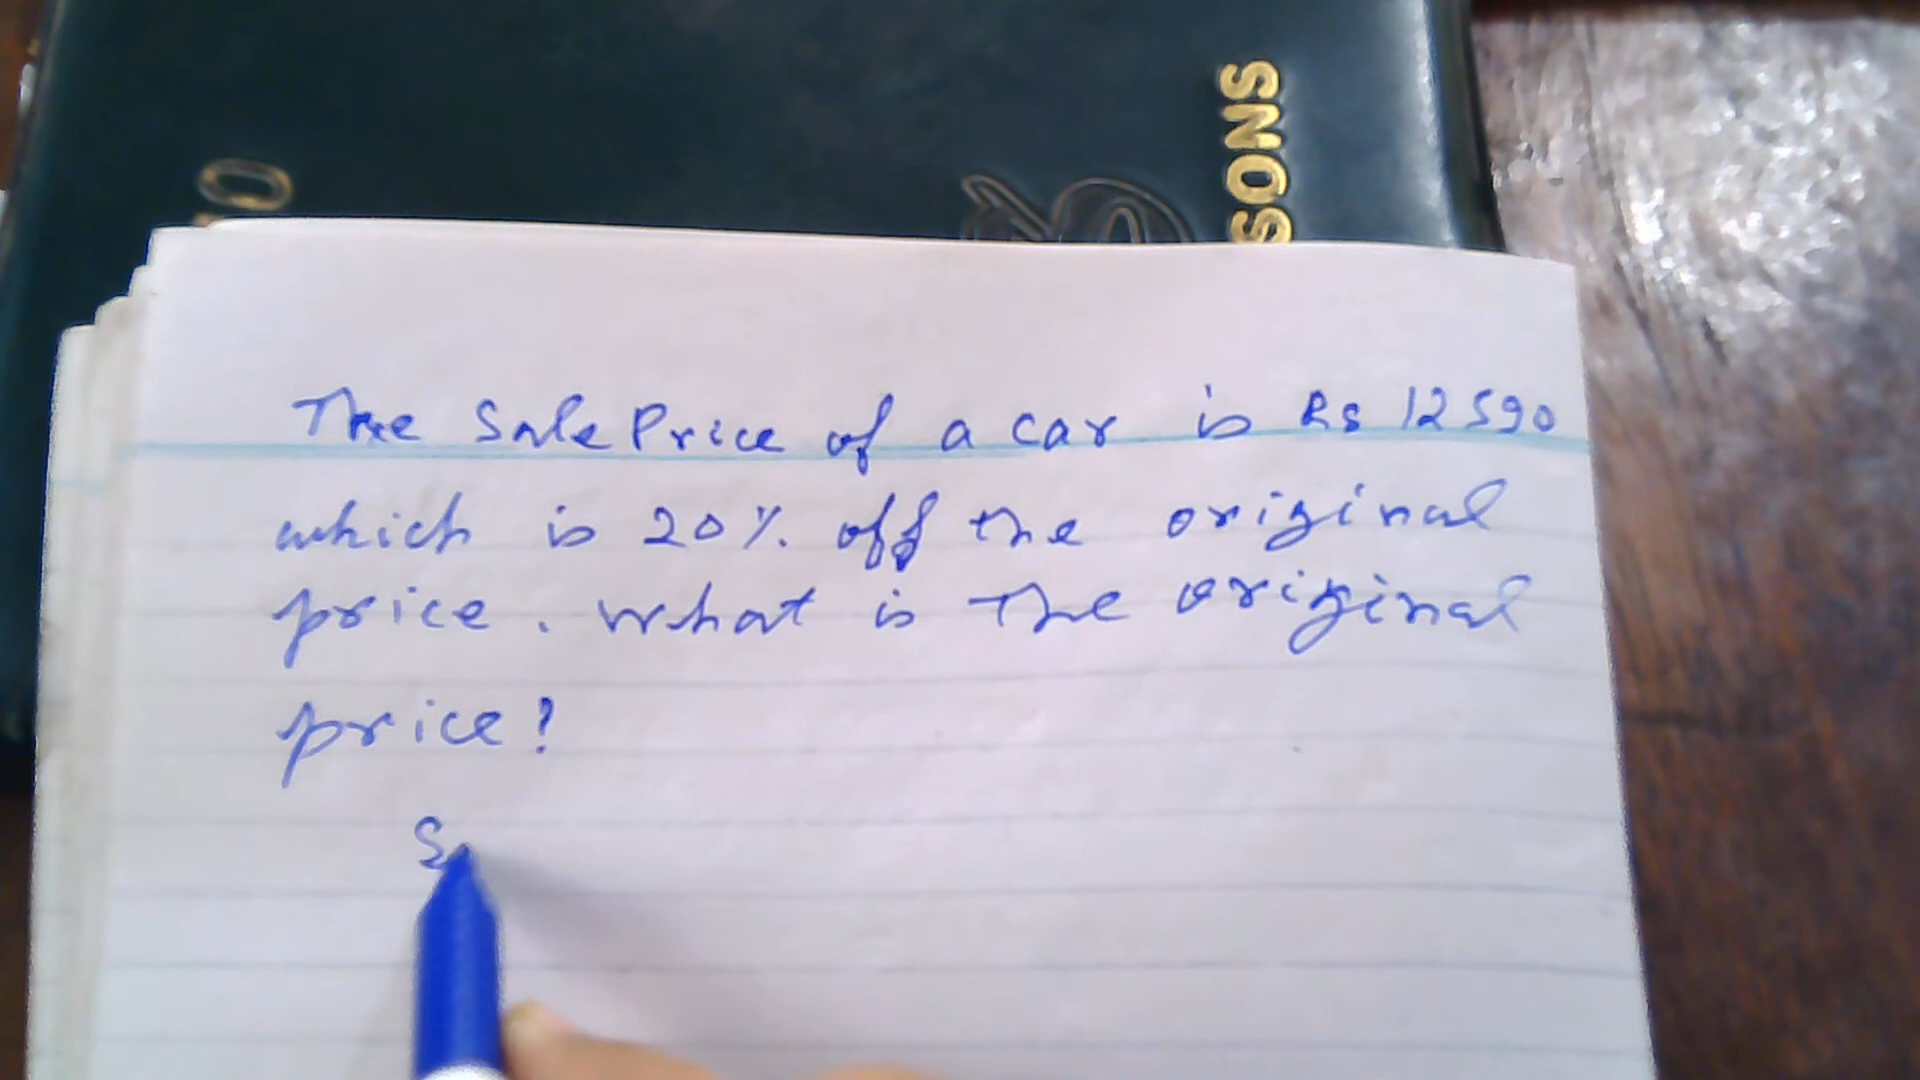 SONS
The Sale Price of a car is Rs 12590
which is 20% off the original
price. What is the original
price?
S